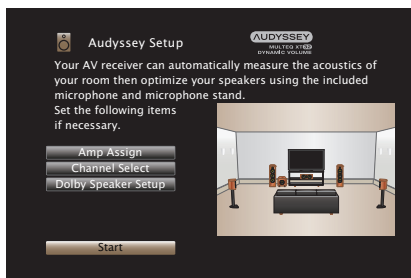 Audyssey Setup
AUDYSSEY
MULTEQ XT32
DYNAMIC VOLUME
Your AV receiver can automatically measure the acoustics of
your room then optimize your speakers using the included
microphone and microphone stand.
Set the following items
if necessary.
Amp Assign
Channel Select
Dolby Speaker Setup
Start